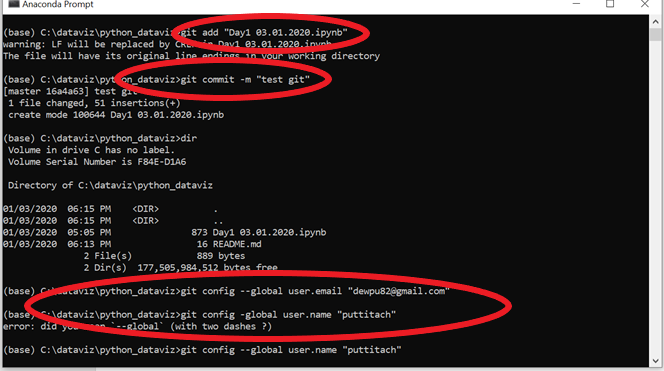 Anaconda Prompt
(base) C:\dataviz\python_dataviz>git add "Day1 03.01.2020.ipynb"
warning: LF will be replaced by CRLF in Day1 03.01.2020.ipynb.
The file will have its original line endings in your working directory
(base) C:\dataviz\python_dataviz>git commit -m "test git"
[master 16a4a63] test git
1 file changed, 51 insertions(+)
create mode 100644 Day1 03.01.2020.ipynb
(base) C:\dataviz\python_dataviz>dir
Volume in drive C has no label.
Volume Serial Number is F84E-D1A6
Directory of C:\dataviz\python_dataviz
01/03/2020 06:15 PM <DIR> .
01/03/2020 06:15 PM <DIR> ..
01/03/2020 05:05 PM 873 Day1 03.01.2020.ipynb
01/03/2020 06:13 PM 16 README.md
2 File(s) 889 bytes
2 Dir(s) 177,505,984,512 bytes free
(base) C:\dataviz\python_dataviz>git config --global user.email "dewpu82@gmail.com"
(base) C:\dataviz\python_dataviz>git config -global user.name "puttitach"
error: did you mean `--global` (with two dashes ?)
(base) C:\dataviz\python_dataviz>git config --global user.name "puttitach"